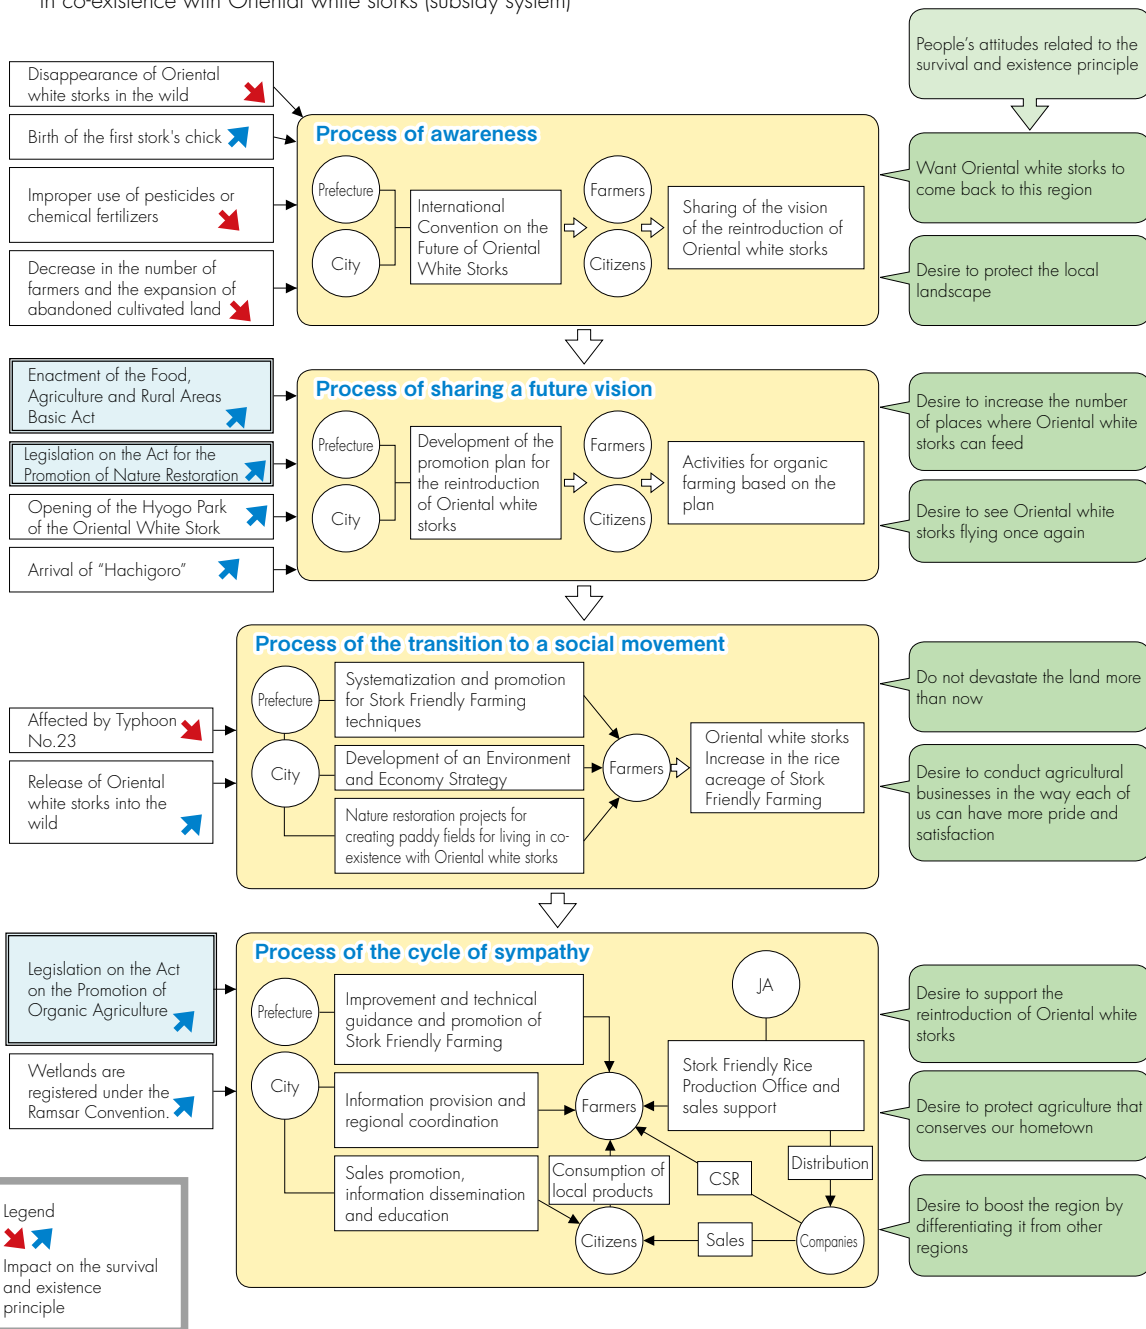 in co-existence with Oriental white storks (subsidy system)
People's attitudes related to the
survival and existence principle
Disappearance of Oriental
white storks in the wild
Birth of the first stork's chick
Improper use of pesticides or
chemical fertilizers
Decrease in the number of
farmers and the expansion of
abandoned cultivated land
Process of awareness
Prefecture
City
International
Convention on the
Future of Oriental
White Storks
Farmers
Citizens
Sharing of the vision
of the reintroduction of
Oriental white storks
Want Oriental white storks to
come back to this region
Desire to protect the local
landscape
Enactment of the Food,
Agriculture and Rural Areas
Basic Act
Legislation on the Act for the
Promotion of Nature Restoration
Opening of the Hyogo Park
of the Oriental White Stork
Arrival of “Hachigoro”
Process of sharing a future vision
Prefecture
City
Development of the
promotion plan for
the reintroduction
of Oriental white
storks
Farmers
Citizens
Activities for organic
farming based on the
plan
Desire to increase the number
of places where Oriental white
storks can feed
Desire to see Oriental white
storks flying once again
Affected by Typhoon
No.23
Release of Oriental
white storks into the
wild
Process of the transition to a social movement
Prefecture
City
Systematization and promotion
for Stork Friendly Farming
techniques
Development of an Environment
and Economy Strategy
Nature restoration projects for
creating paddy fields for living in co-
existence with Oriental white storks
Farmers
Oriental white storks
Increase in the rice
acreage of Stork
Friendly Farming
Do not devastate the land more
than now
Desire to conduct agricultural
businesses in the way each of
us can have more pride and
satisfaction
Legislation on the Act
on the Promotion of
Organic Agriculture
Wetlands are
registered under the
Ramsar Convention.
Process of the cycle of sympathy
Prefecture
City
Improvement and technical
guidance and promotion of
Stork Friendly Farming
Information provision and
regional coordination
Sales promotion,
information dissemination
and education
JA
Stork Friendly Rice
Production Office and
sales support
Farmers
Consumption of
local products
CSR
Distribution
Citizens
Sales
Companies
Desire to support the
reintroduction of Oriental white
storks
Desire to protect agriculture that
conserves our hometown
Desire to boost the region by
differentiating it from other
regions
Legend
Impact on the survival
and existence
principle